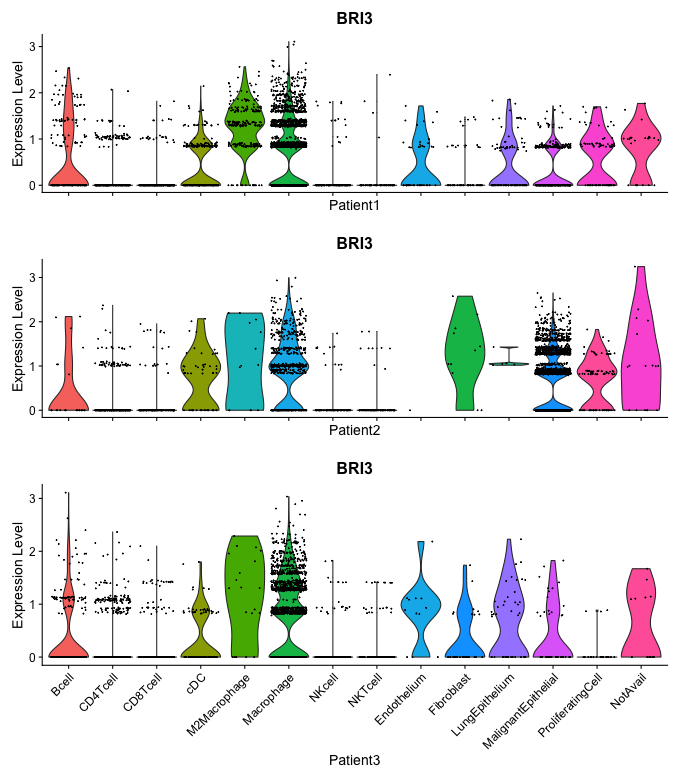 BRI3
Expression Level
3
2
1
0
Patient1
BRI3
Expression Level
3
2
1
0
Patient2
BRI3
Expression Level
3
2
1
0
Bcell
CD4Tcell
CD8Tcell
cDC
M2Macrophage
Macrophage
NKcell
NKTcell
Endothelium
Fibroblast
LungEpithelium
MalignantEpithelial
ProliferatingCell
NotAvail
Patient3